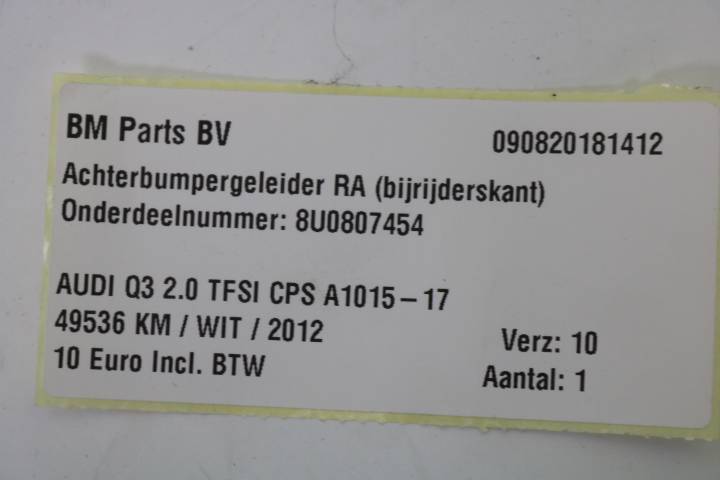 BM Parts BV 090820181412
Achterbumpergeleider RA (bijrijderskant)
Onderdeelnummer: 8U0807454
AUDI Q3 2.0 TFSI CPS A1015 – 17
49536 KM / WIT / 2012 Verz: 10
10 Euro Incl. BTW Aantal: 1